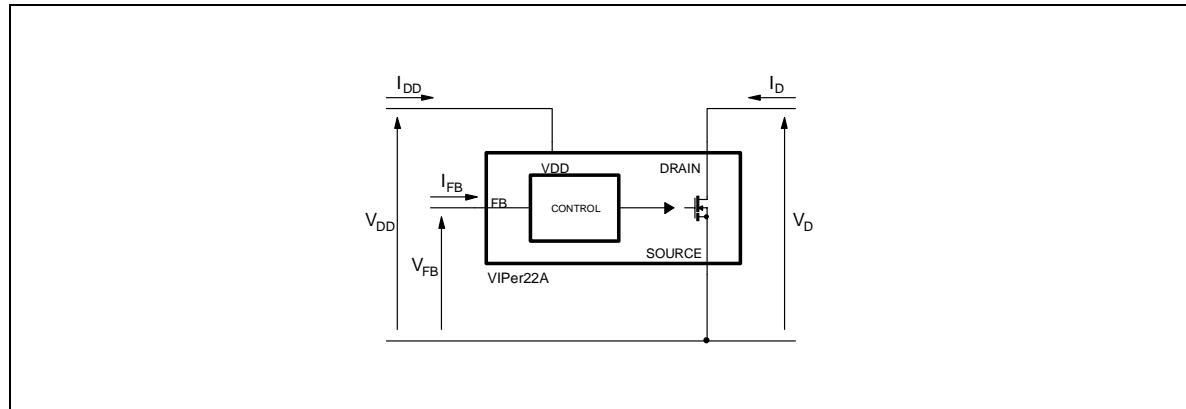 IDD
ID
VDD
DRAIN
IFB
FB
CONTROL
VDD
VD
SOURCE
VFB
VIPer22A